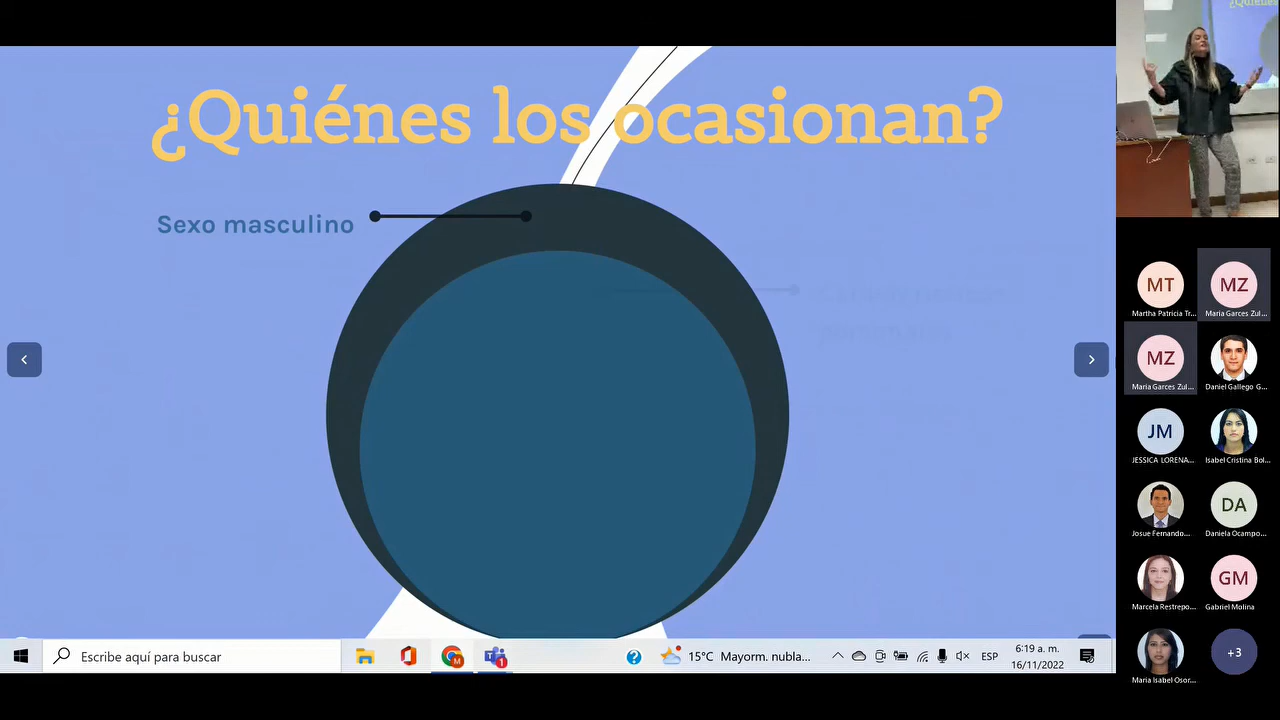 ¿Quiénes los ocasionan?
Sexo masculino
Escribe aquí para buscar
15°C Mayorm. nubla...
ESP
6:19 a. m.
16/11/2022
1
MT
Martha Patricia Tr...
MZ
Maria Garces Zul...
MZ
Maria Garces Zul...
Daniel Gallego G...
JM
JESSICA LORENA...
Isabel Cristina Bol...
Josue Fernando...
DA
Daniela Ocampo...
Marcela Restrepo...
GM
Gabriel Molina
Maria Isabel Osor...
+3